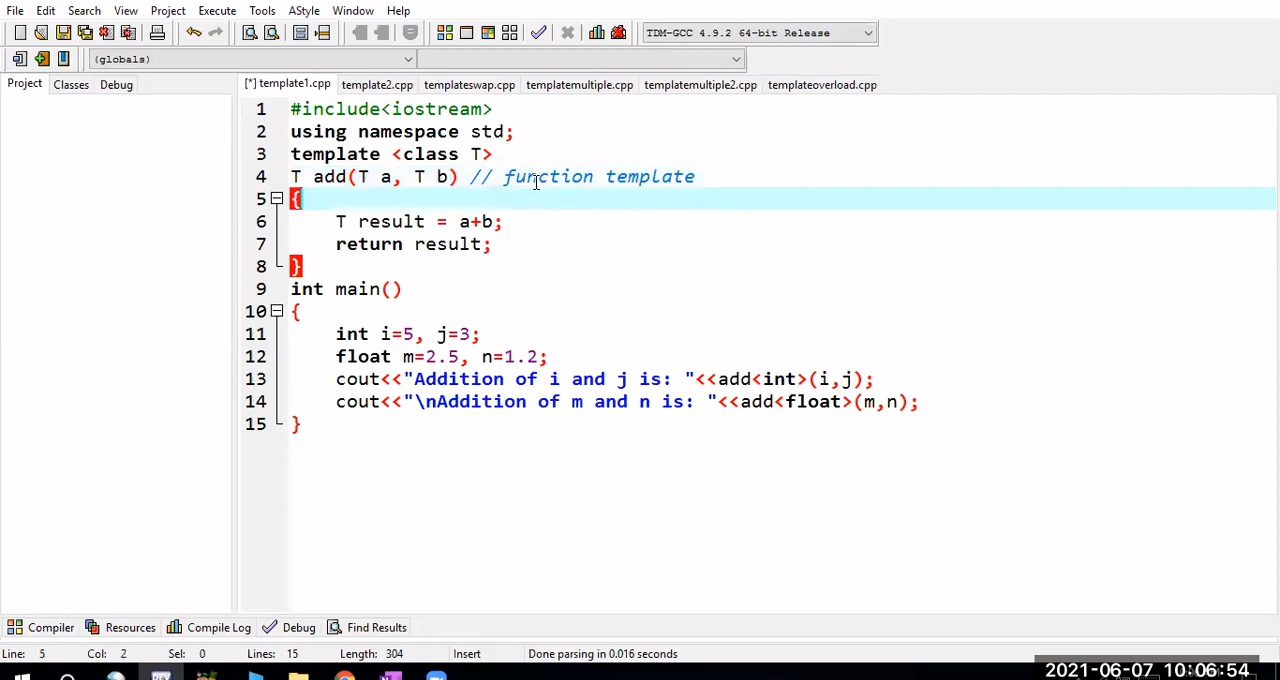 File Edit Search View Project Execute Tools AStyle Window Help
TDM-GCC 4.9.2 64-bit Release
(globals)
Project Classes Debug
[*] template1.cpp template2.cpp templateswap.cpp templatemultiple.cpp templatemultiple2.cpp templateoverload.cpp
1 #include<iostream>
2 using namespace std;
3 template <class T>
4 T add(T a, T b) // function template
5 {
6 T result = a+b;
7 return result;
8 }
9 int main()
10 {
11 int i=5, j=3;
12 float m=2.5, n=1.2;
13 cout<<"Addition of i and j is: "<<add<int>(i,j);
14 cout<<"\nAddition of m and n is: "<<add<float>(m,n);
15 }
Compiler Resources Compile Log Debug Find Results
Line: 5 Col: 2 Sel: 0 Lines: 15 Length: 304 Insert Done parsing in 0.016 seconds
DEV
2021-06-07 10:06:54